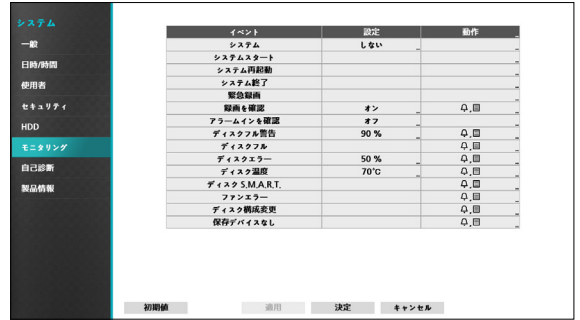 システム
一般
日時/時間
使用者
セキュリティ
HDD
モニタリング
自己診断
製品情報
イベント 設定 動作
システム しない
システムスタート
システム再起動
システム終了
緊急録画
録画を確認 オン
アラームインを確認 オフ
ディスクフル警告 90 %
ディスクフル
ディスクエラー 50 %
ディスク温度 70℃
ディスク S.M.A.R.T.
ファンエラー
ディスク構成変更
保存デバイスなし
初期値 適用 決定 キャンセル